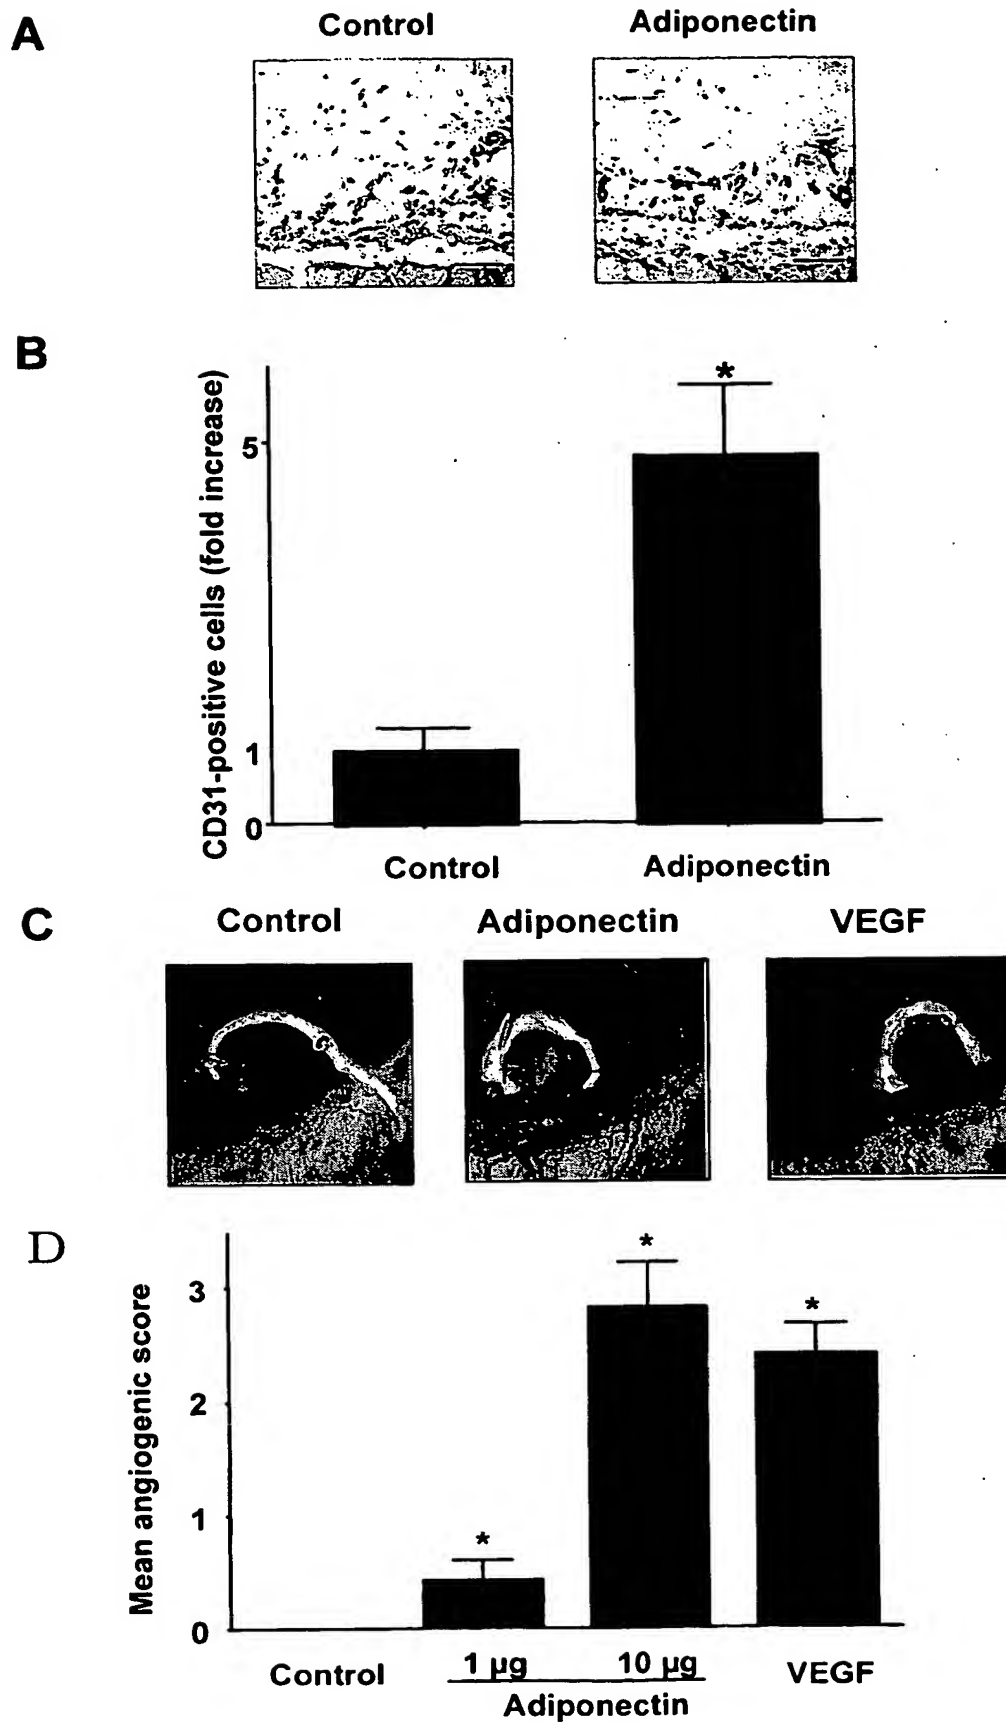 A
Control Adiponectin
B
CD31-positive cells (fold increase)
*
5
1
0
Control Adiponectin
C
Control Adiponectin VEGF
D
Mean angiogenic score
*
*
3
2
1
*
0
Control 1 µg 10 µg VEGF
Adiponectin